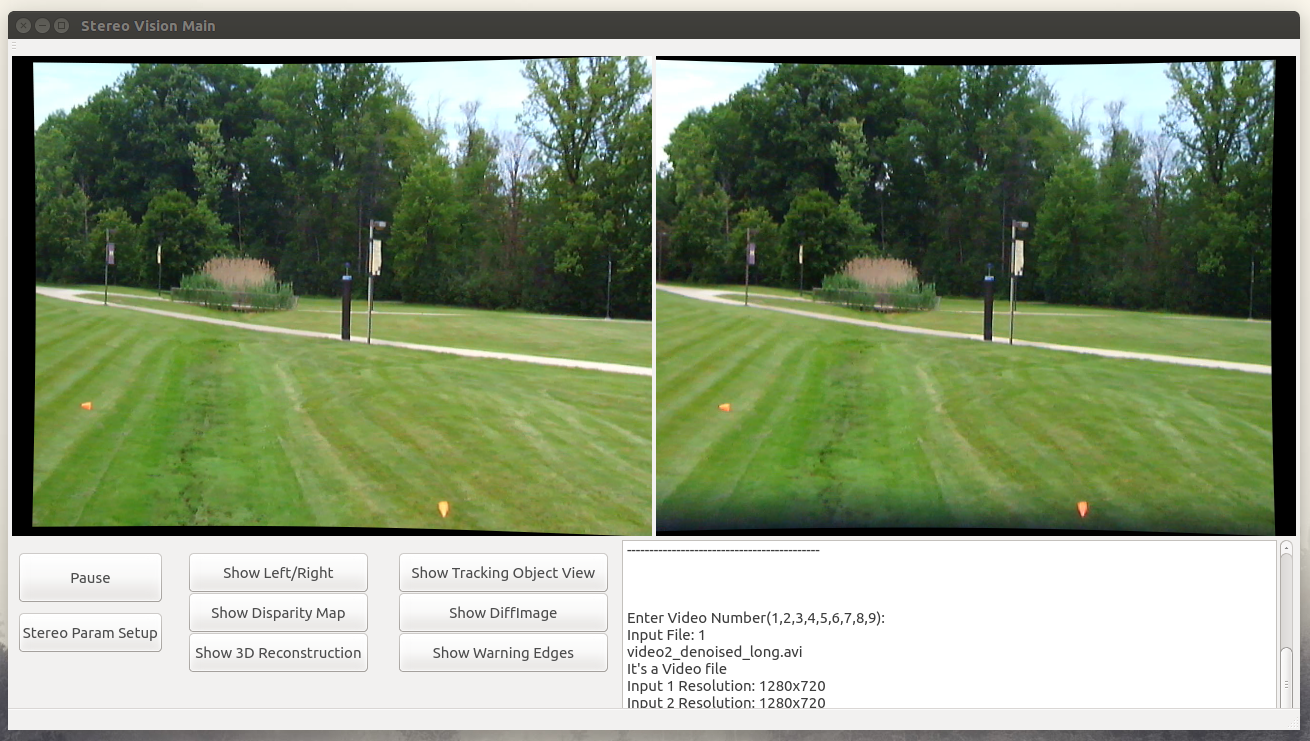 Stereo Vision Main
Pause
Stereo Param Setup
Show Left/Right
Show Disparity Map
Show 3D Reconstruction
Show Tracking Object View
Show DiffImage
Show Warning Edges
-------------------------------------------
Enter Video Number(1,2,3,4,5,6,7,8,9):
Input File: 1
video2_denoised_long.avi
It's a Video file
Input 1 Resolution: 1280x720
Input 2 Resolution: 1280x720